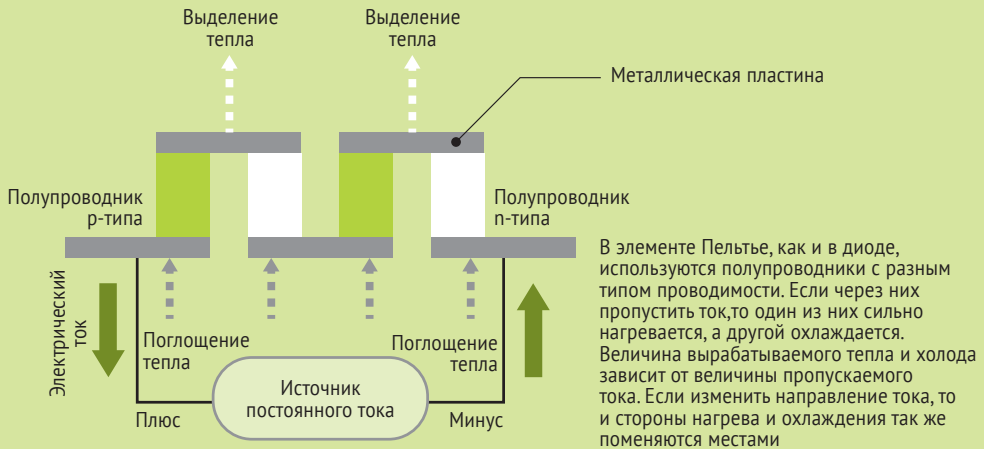 Выделение
тепла
Выделение
тепла
Металлическая пластина
Полупроводник
p-типа
Полупроводник
n-типа
Электрический
ток
Поглощение
тепла
Поглощение
тепла
Источник
постоянного тока
Плюс
Минус
В элементе Пельтье, как и в диоде,
используются полупроводники с разным
типом проводимости. Если через них
пропустить ток,то один из них сильно
нагревается, а другой охлаждается.
Величина вырабатываемого тепла и холода
зависит от величины пропускаемого
тока. Если изменить направление тока, то
и стороны нагрева и охлаждения так же
поменяются местами